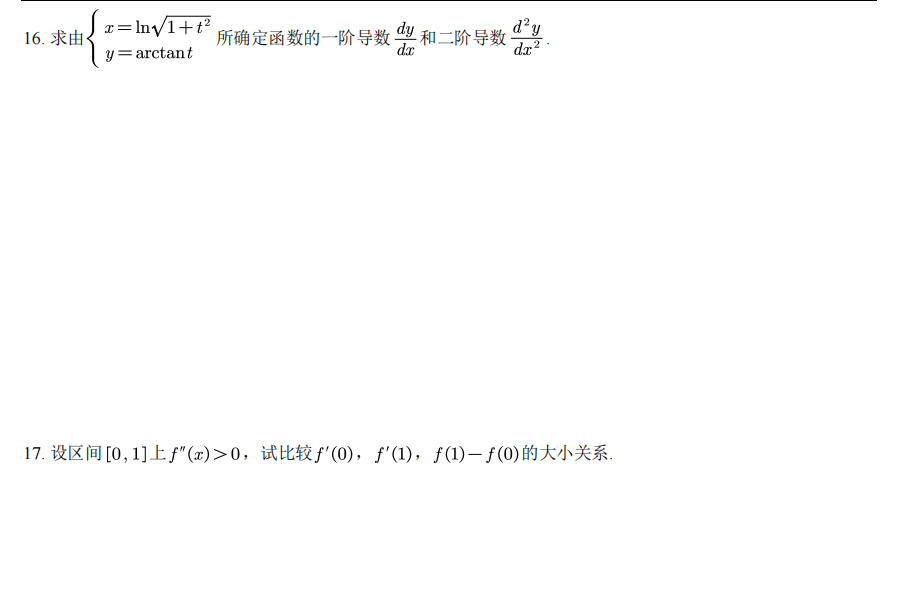 16. 求由{x=ln√(1+t²) y=arctan t 所确定函数的一阶导数 dy/dx 和二阶导数 d²y/dx² .
17. 设区间[0,1]上f″(x)>0，试比较f′(0)，f′(1)，f(1)−f(0)的大小关系.